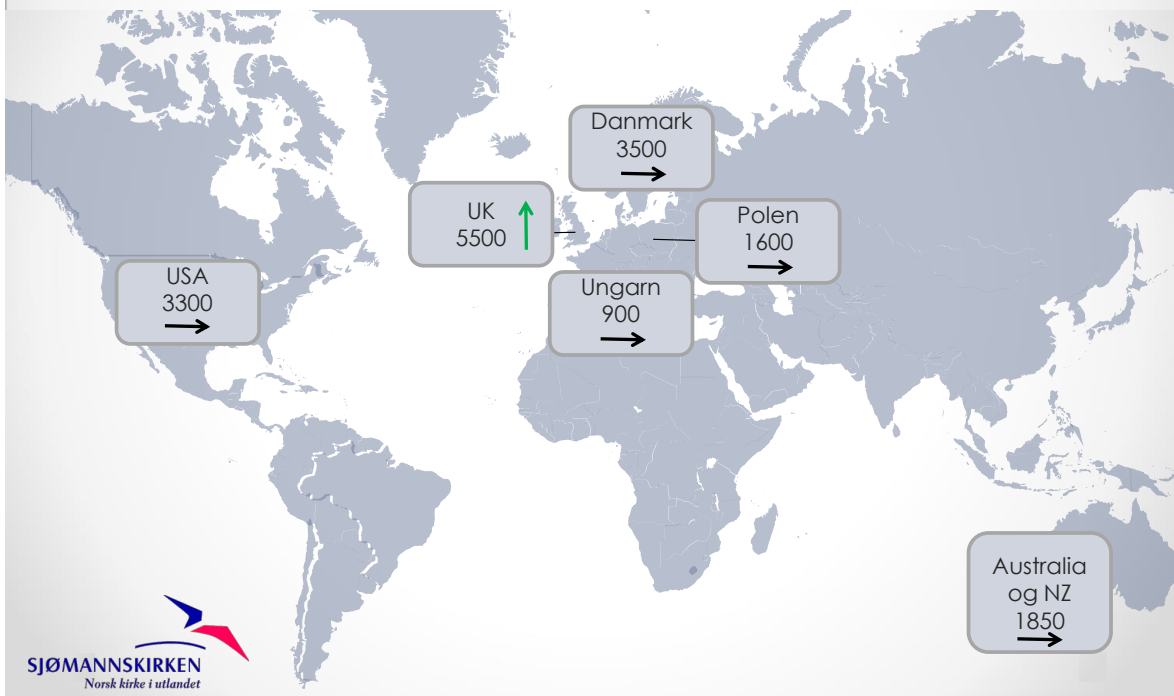 Danmark
3500
UK
5500
Polen
1600
USA
3300
Ungarn
900
Australia
og NZ
1850
SJØMANNSKIRKEN
Norsk kirke i utlandet